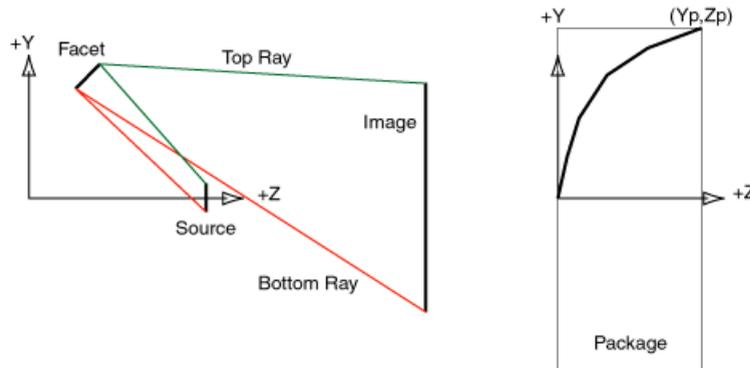 +Y
Facet
Top Ray
Image
+Z
Source
Bottom Ray
+Y
(Yp,Zp)
+Z
Package